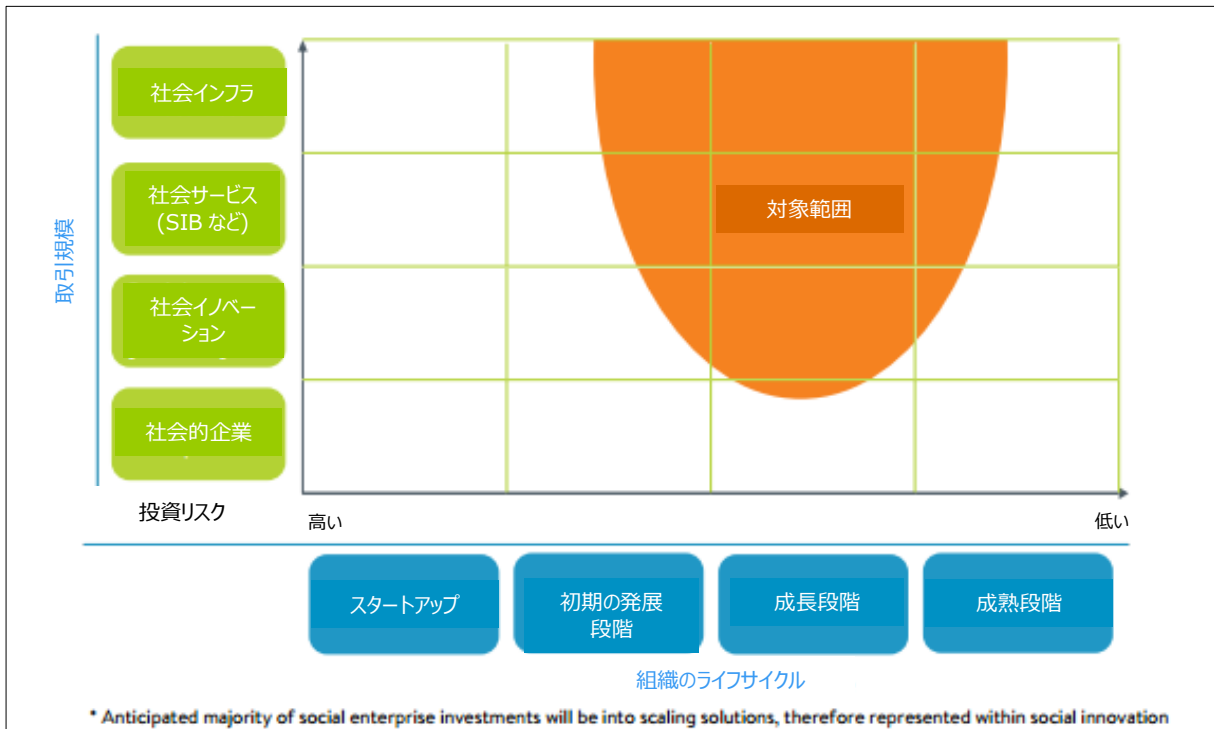 取引規模
社会インフラ
社会サービス
(SIB など)
社会イノベー
ション
社会的企業
対象範囲
投資リスク
高い
低い
スタートアップ
初期の発展
段階
成長段階
成熟段階
組織のライフサイクル
* Anticipated majority of social enterprise investments will be into scaling solutions, therefore represented within social innovation